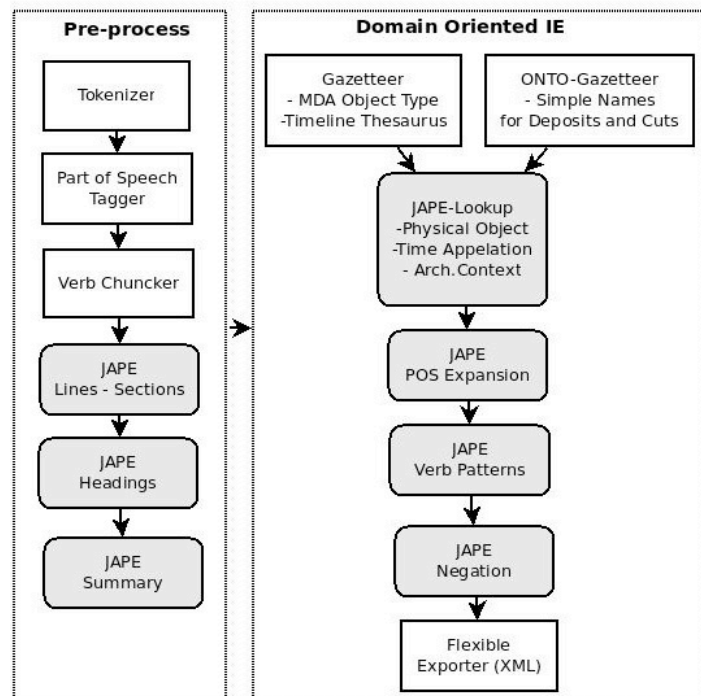 Pre-process
Tokenizer
Part of Speech
Tagger
Verb Chuncker
JAPE
Lines - Sections
JAPE
Headings
JAPE
Summary
Domain Oriented IE
Gazetteer
- MDA Object Type
-Timeline Thesaurus
ONTO-Gazetteer
- Simple Names
for Deposits and Cuts
JAPE-Lookup
-Physical Object
-Time Appelation
- Arch.Context
JAPE
POS Expansion
JAPE
Verb Patterns
JAPE
Negation
Flexible
Exporter (XML)